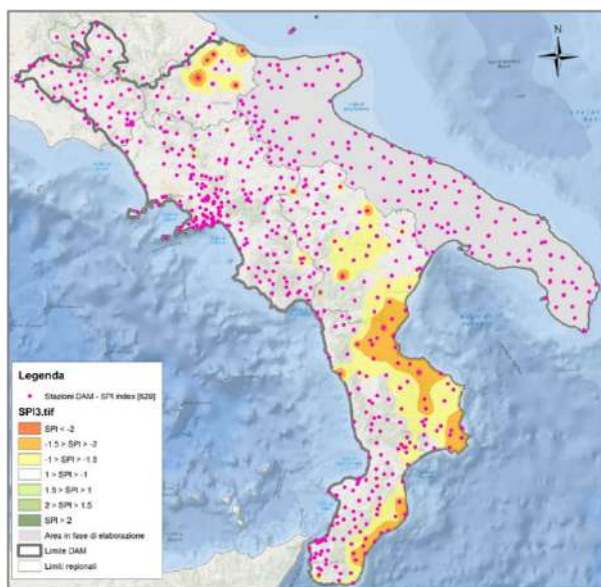 N
Legenda
Stazioni DAM - SPI index [629]
SPI3.tif
SPI < -2
-1.5 > SPI > -2
-1 > SPI > -1.5
1 > SPI > -1
1.5 > SPI > 1
2 > SPI > 1.5
SPI > 2
Area in fase di elaborazione
Limite DAM
Limiti regionali